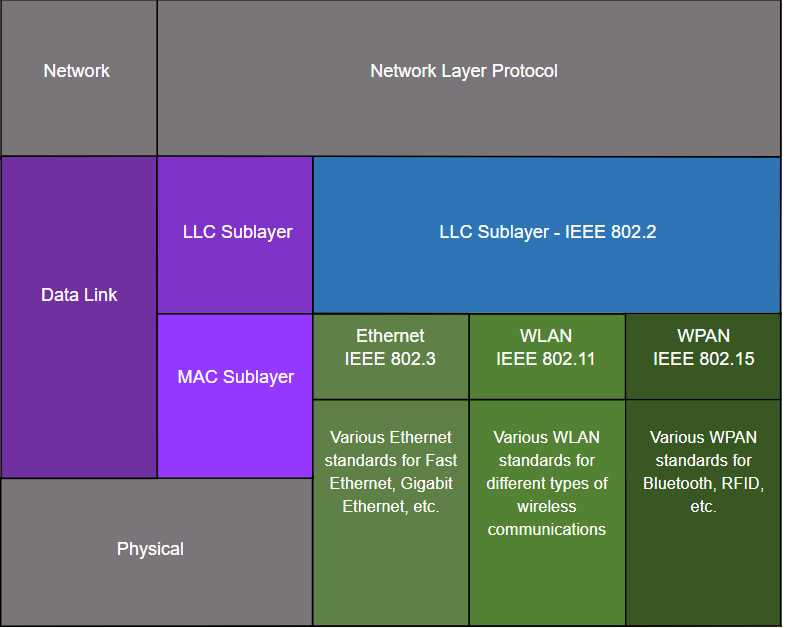 Network
Network Layer Protocol
Data Link
LLC Sublayer
LLC Sublayer - IEEE 802.2
MAC Sublayer
Ethernet
IEEE 802.3
WLAN
IEEE 802.11
WPAN
IEEE 802.15
Various Ethernet
standards for Fast
Ethernet, Gigabit
Ethernet, etc.
Various WLAN
standards for
different types of
wireless
communications
Various WPAN
standards for
Bluetooth, RFID,
etc.
Physical